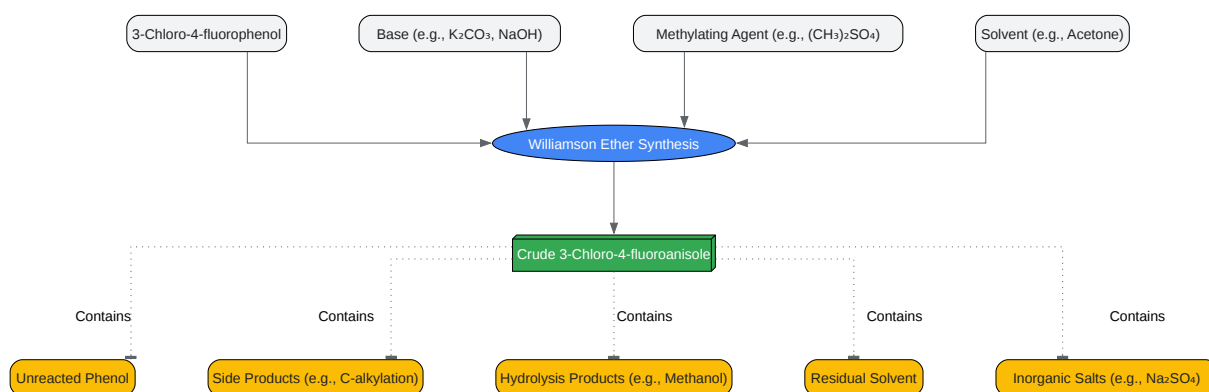 3-Chloro-4-fluorophenol
Base (e.g., K₂CO₃, NaOH)
Methylating Agent (e.g., (CH₃)₂SO₄)
Solvent (e.g., Acetone)
Williamson Ether Synthesis
Crude 3-Chloro-4-fluoroanisole
Contains
Contains
Contains
Contains
Contains
Unreacted Phenol
Side Products (e.g., C-alkylation)
Hydrolysis Products (e.g., Methanol)
Residual Solvent
Inorganic Salts (e.g., Na₂SO₄)